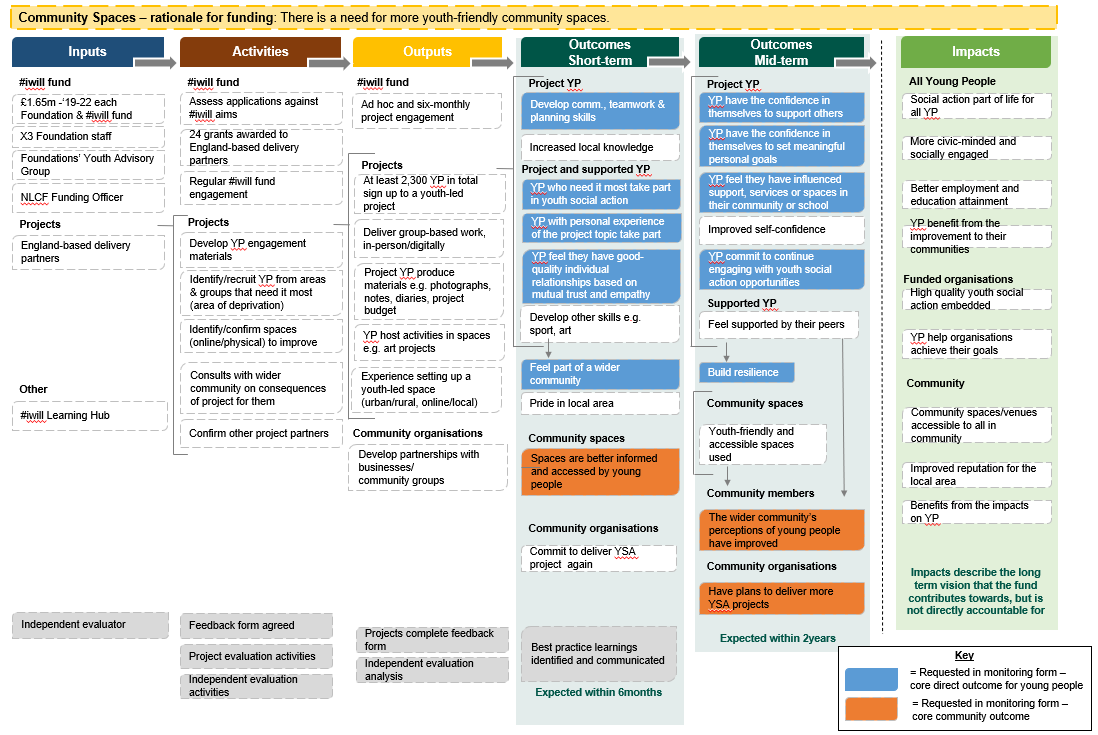 Community Spaces – rationale for funding: There is a need for more youth-friendly community spaces.
Inputs
#iwill fund
£1.65m -'19-22 each
Foundation & #iwill fund
X3 Foundation staff
Foundations' Youth Advisory
Group
NLCF Funding Officer
Projects
England-based delivery
partners
Other
#iwill Learning Hub
Independent evaluator
Activities
#iwill fund
Assess applications against
#iwill aims
24 grants awarded to
England-based delivery
partners
Regular #iwill fund
engagement
Projects
Develop YP engagement
materials
Identify/recruit YP from areas
& groups that need it most
(area of deprivation)
Identify/confirm spaces
(online/physical) to improve
Consults with wider
community on consequences
of project for them
Confirm other project partners
Feedback form agreed
Project evaluation activities
Independent evaluation
activities
Outputs
#iwill fund
Ad hoc and six-monthly
project engagement
Projects
At least 2,300 YP in total
sign up to a youth-led
project
Deliver group-based work,
in-person/digitally
Project YP produce
materials e.g. photographs,
notes, diaries, project
budget
YP host activities in spaces
e.g. art projects
Experience setting up a
youth-led space
(urban/rural, online/local)
Community organisations
Develop partnerships with
businesses/
community groups
Projects complete feedback
form
Independent evaluation
analysis
Outcomes
Short-term
Project YP
Develop comm., teamwork &
planning skills
Increased local knowledge
Project and supported YP
YP who need it most take part
in youth social action
YP with personal experience
of the project topic take part
YP feel they have good-
quality individual
relationships based on
mutual trust and empathy
Develop other skills e.g.
sport, art
Feel part of a wider
community
Pride in local area
Community spaces
Spaces are better informed
and accessed by young
people
Community organisations
Commit to deliver YSA
project again
Best practice learnings
identified and communicated
Expected within 6months
Outcomes
Mid-term
Project YP
YP have the confidence in
themselves to support others
YP have the confidence in
themselves to set meaningful
personal goals
YP feel they have influenced
support, services or spaces in
their community or school
Improved self-confidence
YP commit to continue
engaging with youth social
action opportunities
Supported YP
Feel supported by their peers
Build resilience
Community spaces
Youth-friendly and
accessible spaces
used
Community members
The wider community's
perceptions of young people
have improved
Community organisations
Have plans to deliver more
YSA projects
Expected within 2years
Impacts
All Young People
Social action part of life for
all YP
More civic-minded and
socially engaged
Better employment and
education attainment
YP benefit from the
improvement to their
communities
Funded organisations
High quality youth social
action embedded
YP help organisations
achieve their goals
Community
Community spaces/venues
accessible to all in
community
Improved reputation for the
local area
Benefits from the impacts
on YP
Impacts describe the long
term vision that the fund
contributes towards, but is
not directly accountable for
Key
= Requested in monitoring form –
core direct outcome for young people
= Requested in monitoring form –
core community outcome